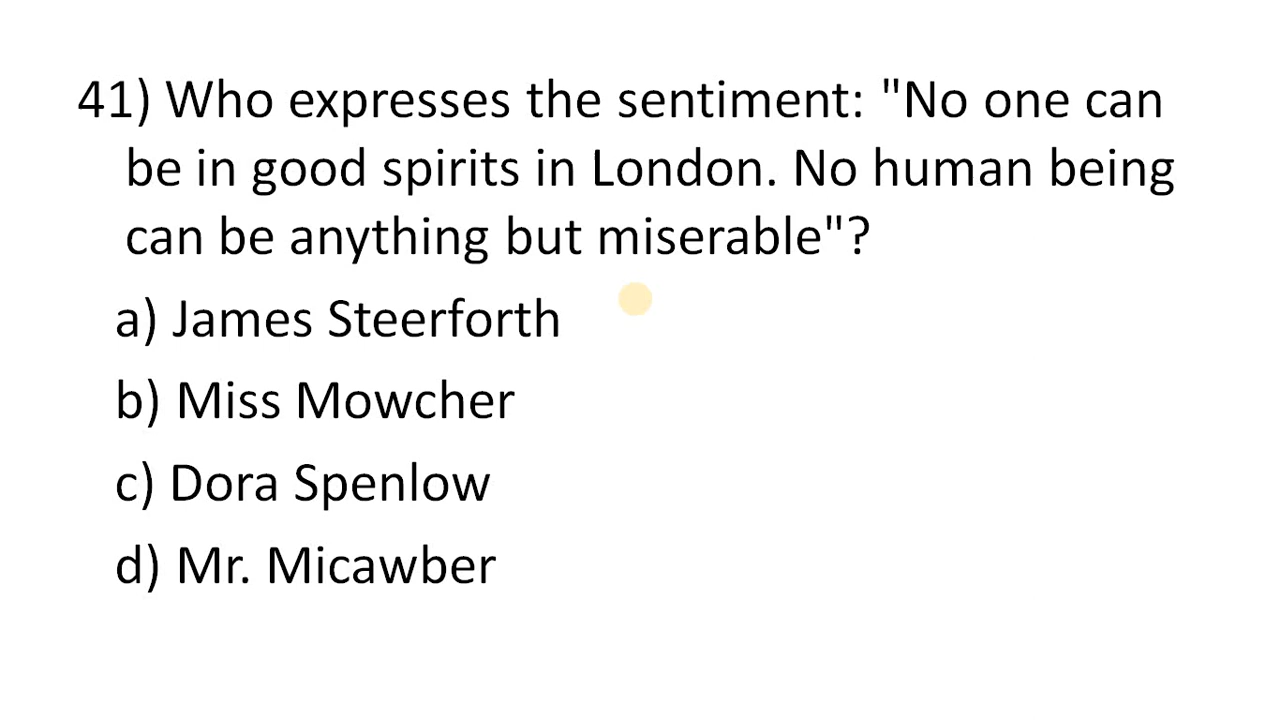 41) Who expresses the sentiment: "No one can
be in good spirits in London. No human being
can be anything but miserable"?
a) James Steerforth
b) Miss Mowcher
c) Dora Spenlow
d) Mr. Micawber